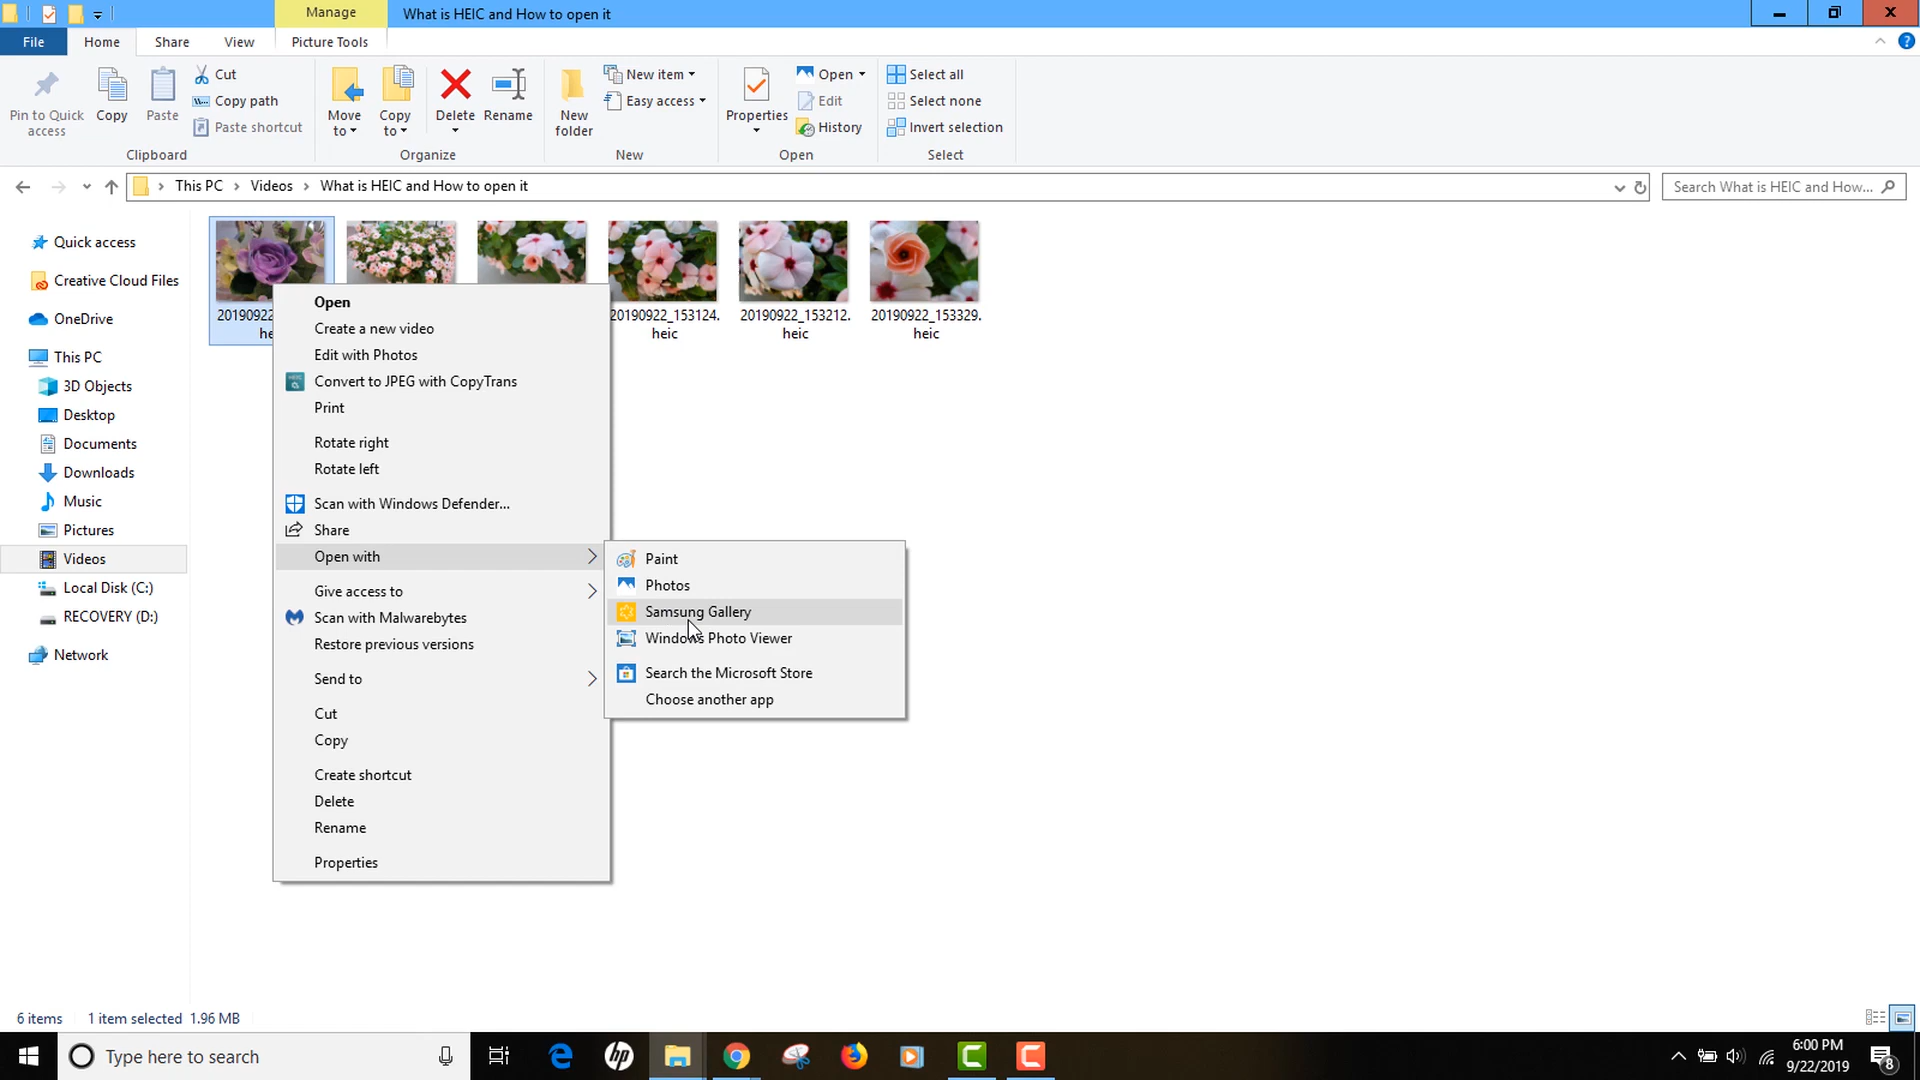 Manage
What is HEIC and How to open it
File
Home
Share
View
Picture Tools
Pin to Quick
access
Copy
Paste
Cut
Copy path
Paste shortcut
Clipboard
Move
to
Copy
to
Delete
Rename
Organize
New
folder
New item
Easy access
New
Properties
Open
Edit
History
Open
Select all
Select none
Invert selection
Select
This PC
Videos
What is HEIC and How to open it
Search What is HEIC and How...
Quick access
Creative Cloud Files
OneDrive
This PC
3D Objects
Desktop
Documents
Downloads
Music
Pictures
Videos
Local Disk (C:)
RECOVERY (D:)
Network
20190922_153124.
heic
20190922_153212.
heic
20190922_153329.
heic
Open
Create a new video
Edit with Photos
HEIC
Convert to JPEG with CopyTrans
Print
Rotate right
Rotate left
Scan with Windows Defender...
Share
Open with
Give access to
Scan with Malwarebytes
Restore previous versions
Send to
Cut
Copy
Create shortcut
Delete
Rename
Properties
Paint
Photos
Samsung Gallery
Windows Photo Viewer
Search the Microsoft Store
Choose another app
6 items
1 item selected 1.96 MB
Type here to search
hp
6:00 PM
9/22/2019
8